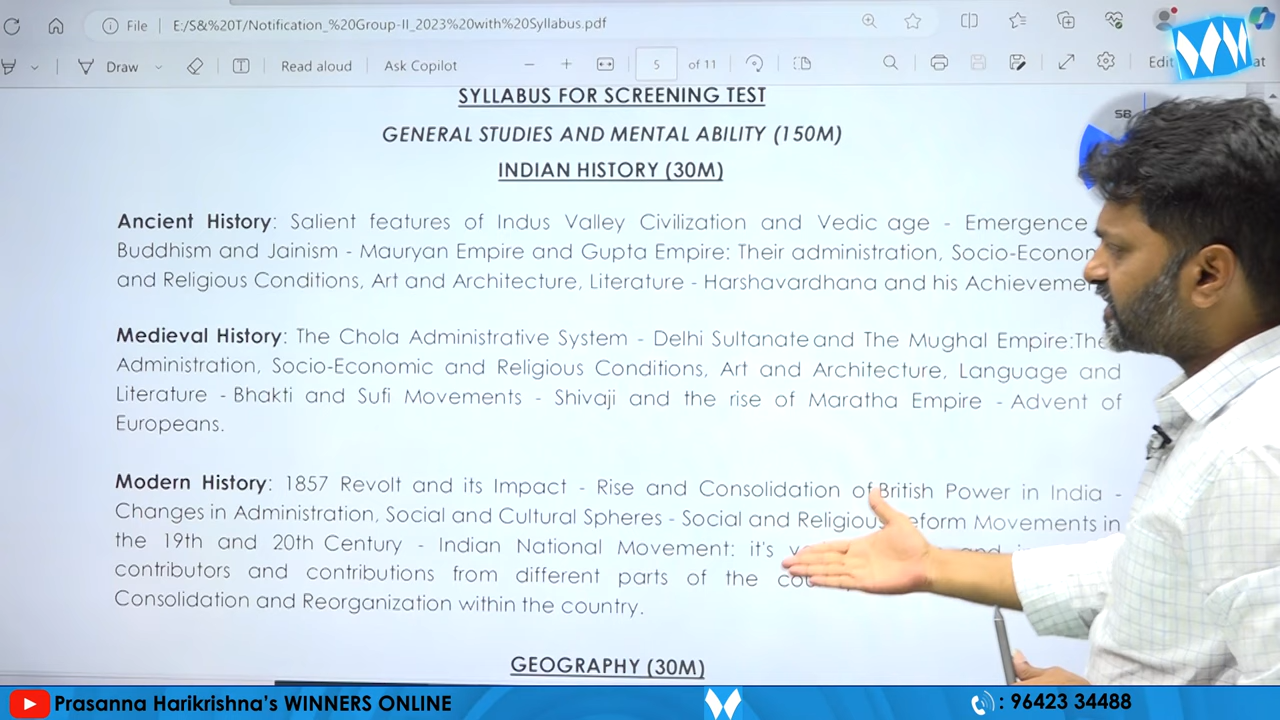 File E:/S&%20T/Notification_%20Group-II_2023%20with%20Syllabus.pdf
Draw Read aloud Ask Copilot 5 of 11 Edit
SYLLABUS FOR SCREENING TEST
SB
GENERAL STUDIES AND MENTAL ABILITY (150M)
INDIAN HISTORY (30M)
Ancient History: Salient features of Indus Valley Civilization and Vedic age - Emergence
Buddhism and Jainism - Mauryan Empire and Gupta Empire: Their administration, Socio-Econom
and Religious Conditions, Art and Architecture, Literature - Harshavardhana and his Achievemen
Medieval History: The Chola Administrative System - Delhi Sultanate and The Mughal Empire:The
Administration, Socio-Economic and Religious Conditions, Art and Architecture, Language and
Literature - Bhakti and Sufi Movements - Shivaji and the rise of Maratha Empire - Advent of
Europeans.
Modern History: 1857 Revolt and its Impact - Rise and Consolidation of British Power in India -
Changes in Administration, Social and Cultural Spheres - Social and Religious eform Movements in
the 19th and 20th Century - Indian National Movement: it's and
contributors and contributions from different parts of the
Consolidation and Reorganization within the country.
GEOGRAPHY (30M)
Prasanna Harikrishna's WINNERS ONLINE : 96423 34488